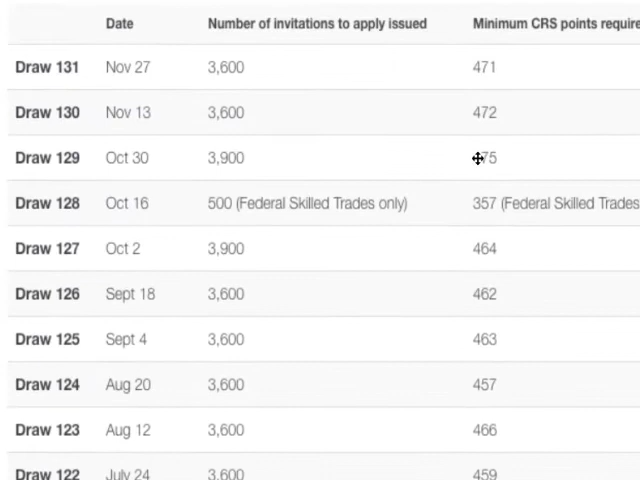 Date Number of invitations to apply issued Minimum CRS points require
Draw 131 Nov 27 3,600 471
Draw 130 Nov 13 3,600 472
Draw 129 Oct 30 3,900 75
Draw 128 Oct 16 500 (Federal Skilled Trades only) 357 (Federal Skilled Trades
Draw 127 Oct 2 3,900 464
Draw 126 Sept 18 3,600 462
Draw 125 Sept 4 3,600 463
Draw 124 Aug 20 3,600 457
Draw 123 Aug 12 3,600 466
Draw 122 July 24 3,600 459